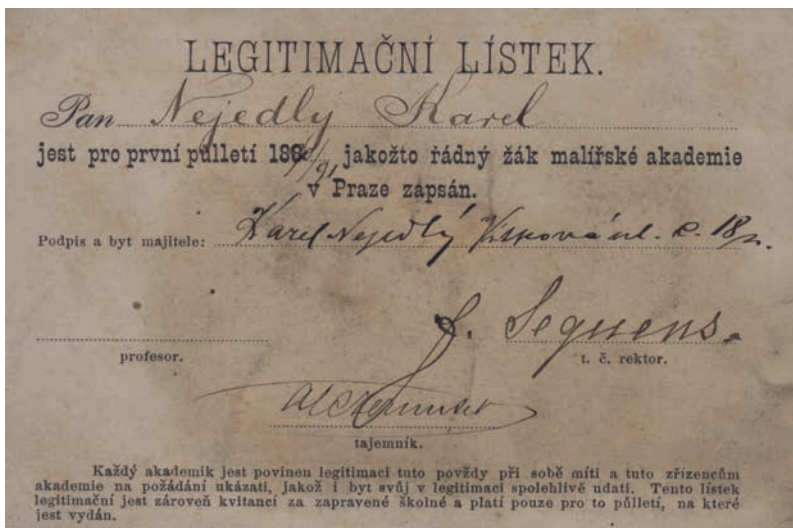 LEGITIMAČNÍ LÍSTEK.
Pan Nejedlý Karel
jest pro první půlletí 1890/91 jakožto řádný žák malířské akademie
v Praze zapsán.
Podpis a byt majitele: Karel Nejedlý ul. č. 18
F. Sequens.
profesor. t. č. rektor.
tajemník.
Každý akademik jest povinen legitimaci tuto povždy při sobě míti a tuto zřízencům
akademie na požádání ukázati, jakož i byt svůj v legitimaci spolehlivě udati. Tento lístek
legitimační jest zároveň kvitancí za zapravené školné a platí pouze pro to půlletí, na které
jest vydán.